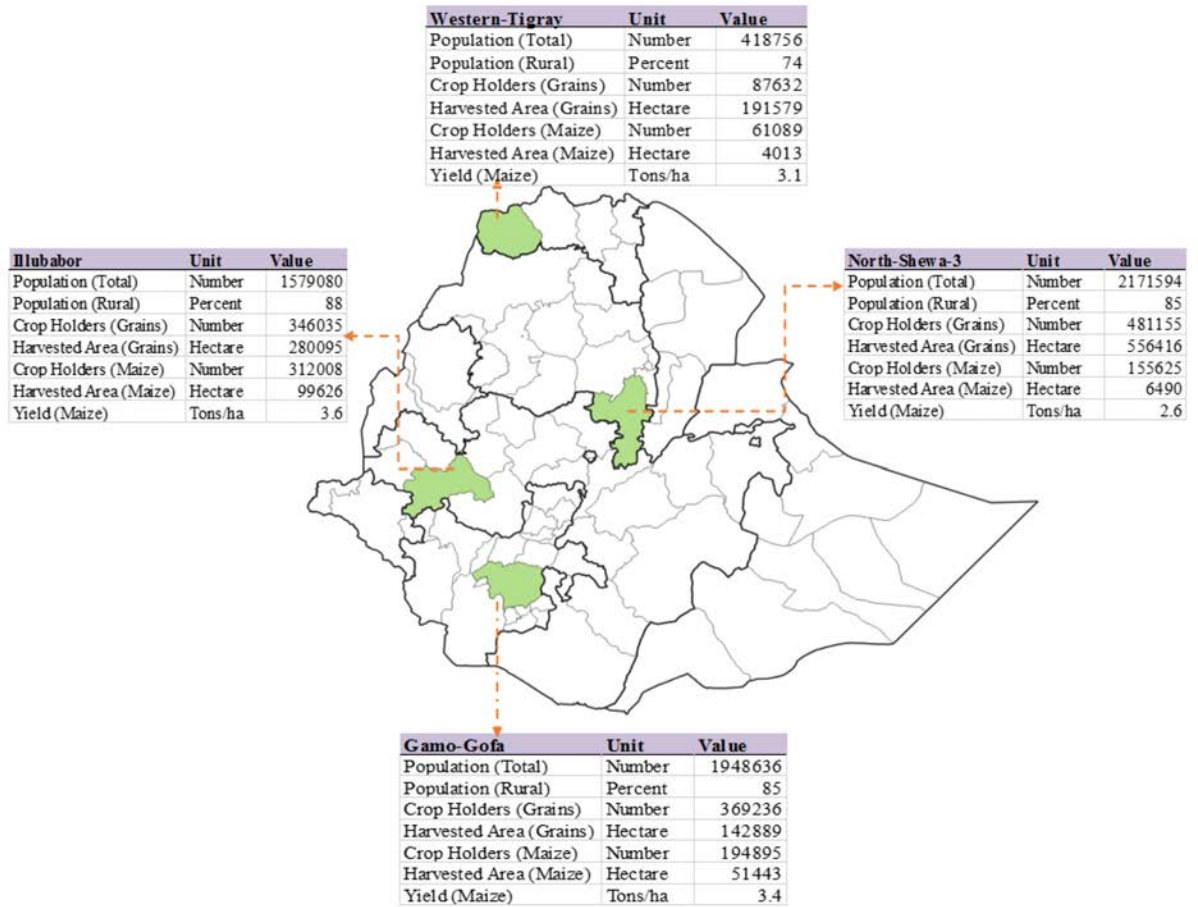 Western-Tigray Unit Value
Population (Total) Number 418756
Population (Rural) Percent 74
Crop Holders (Grains) Number 87632
Harvested Area (Grains) Hectare 191579
Crop Holders (Maize) Number 61089
Harvested Area (Maize) Hectare 4013
Yield (Maize) Tons/ha 3.1
Illubabor Unit Value
Population (Total) Number 1579080
Population (Rural) Percent 88
Crop Holders (Grains) Number 346035
Harvested Area (Grains) Hectare 280095
Crop Holders (Maize) Number 312008
Harvested Area (Maize) Hectare 99626
Yield (Maize) Tons/ha 3.6
North-Shewa-3 Unit Value
Population (Total) Number 2171594
Population (Rural) Percent 85
Crop Holders (Grains) Number 481155
Harvested Area (Grains) Hectare 556416
Crop Holders (Maize) Number 155625
Harvested Area (Maize) Hectare 6490
Yield (Maize) Tons/ha 2.6
Gamo-Gofa Unit Value
Population (Total) Number 1948636
Population (Rural) Percent 85
Crop Holders (Grains) Number 369236
Harvested Area (Grains) Hectare 142889
Crop Holders (Maize) Number 194895
Harvested Area (Maize) Hectare 51443
Yield (Maize) Tons/ha 3.4